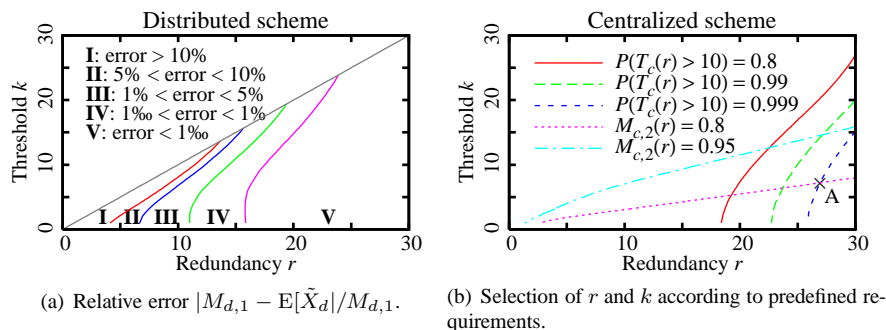 Distributed scheme
30
20
10
0
Threshold k
I: error > 10%
II: 5% < error < 10%
III: 1% < error < 5%
IV: 1‰ < error < 1%
V: error < 1‰
I II III IV V
0 10 20 30
Redundancy r
(a) Relative error |M_{d,1} − E[X̃_d]|/M_{d,1}.
Centralized scheme
30
20
10
0
Threshold k
P(T_c(r) > 10) = 0.8
P(T_c(r) > 10) = 0.99
P(T_c(r) > 10) = 0.999
M_{c,2}(r) = 0.8
M_{c,2}(r) = 0.95
A
0 10 20 30
Redundancy r
(b) Selection of r and k according to predefined re-
quirements.